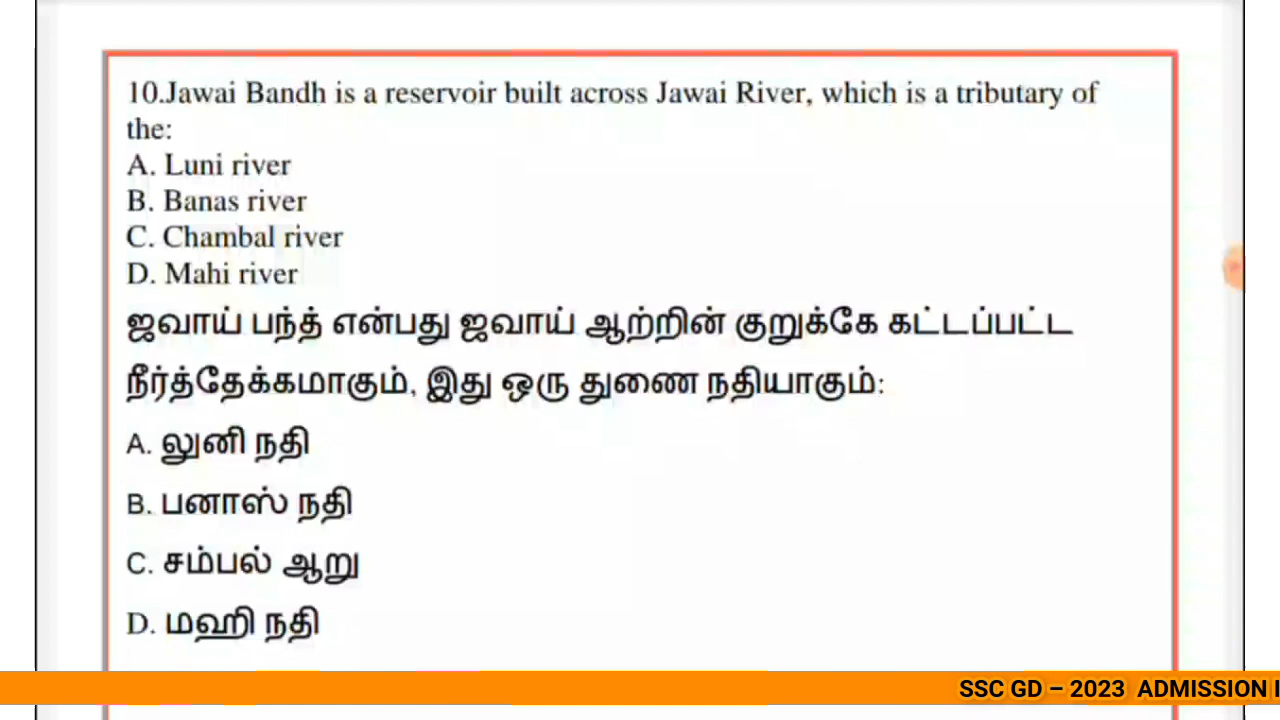 10.Jawai Bandh is a reservoir built across Jawai River, which is a tributary of
the:
A. Luni river
B. Banas river
C. Chambal river
D. Mahi river
ஜவாய் பந்த் என்பது ஜவாய் ஆற்றின் குறுக்கே கட்டப்பட்ட
நீர்த்தேக்கமாகும், இது ஒரு துணை நதியாகும்:
A. லுனி நதி
B. பனாஸ் நதி
C. சம்பல் ஆறு
D. மஹி நதி
SSC GD – 2023 ADMISSION